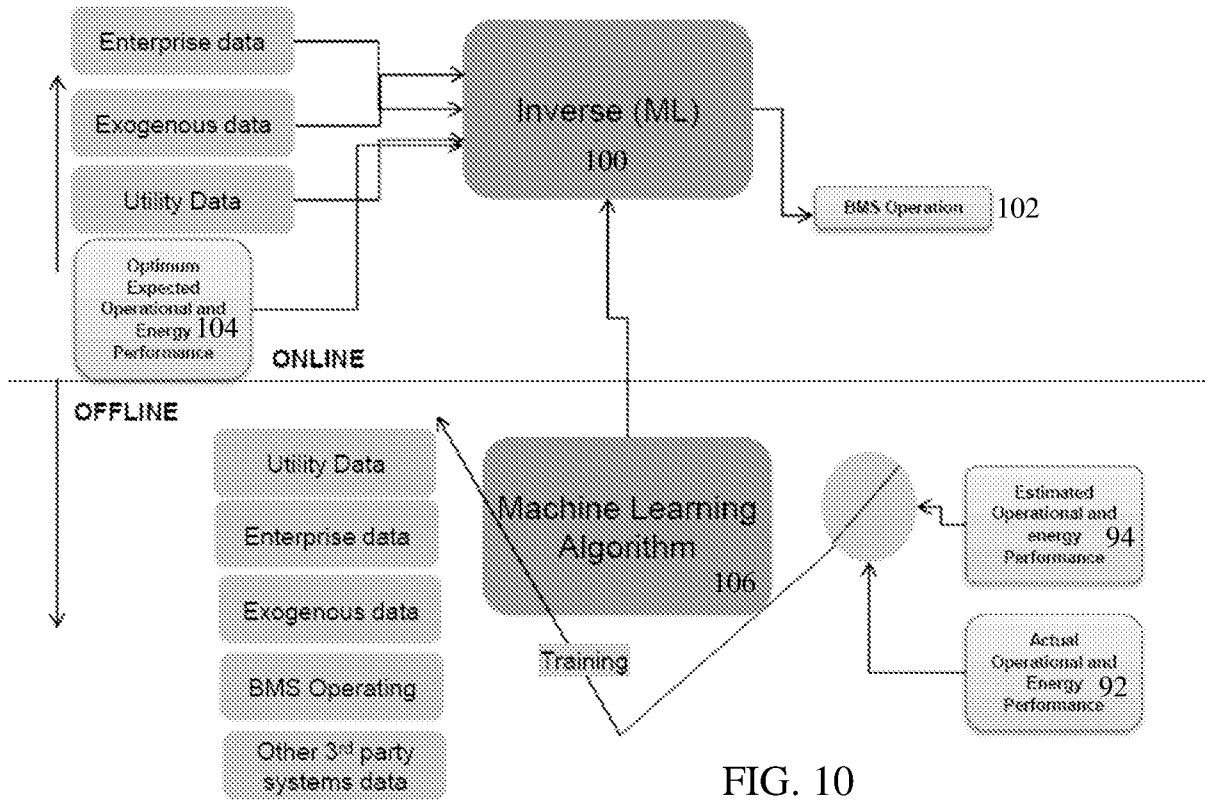 Enterprise data
Exogenous data
Utility Data
Optimum
Expected
Operational and
Energy 104
Performance
Inverse (ML)
100
BMS Operation 102
ONLINE
OFFLINE
Utility Data
Enterprise data
Exogenous data
BMS Operating
Other 3rd party
systems data
Machine Learning
Algorithm
106
Training
Estimated
Operational and
energy 94
Performance
Actual
Operational and
Energy 92
Performance
FIG. 10